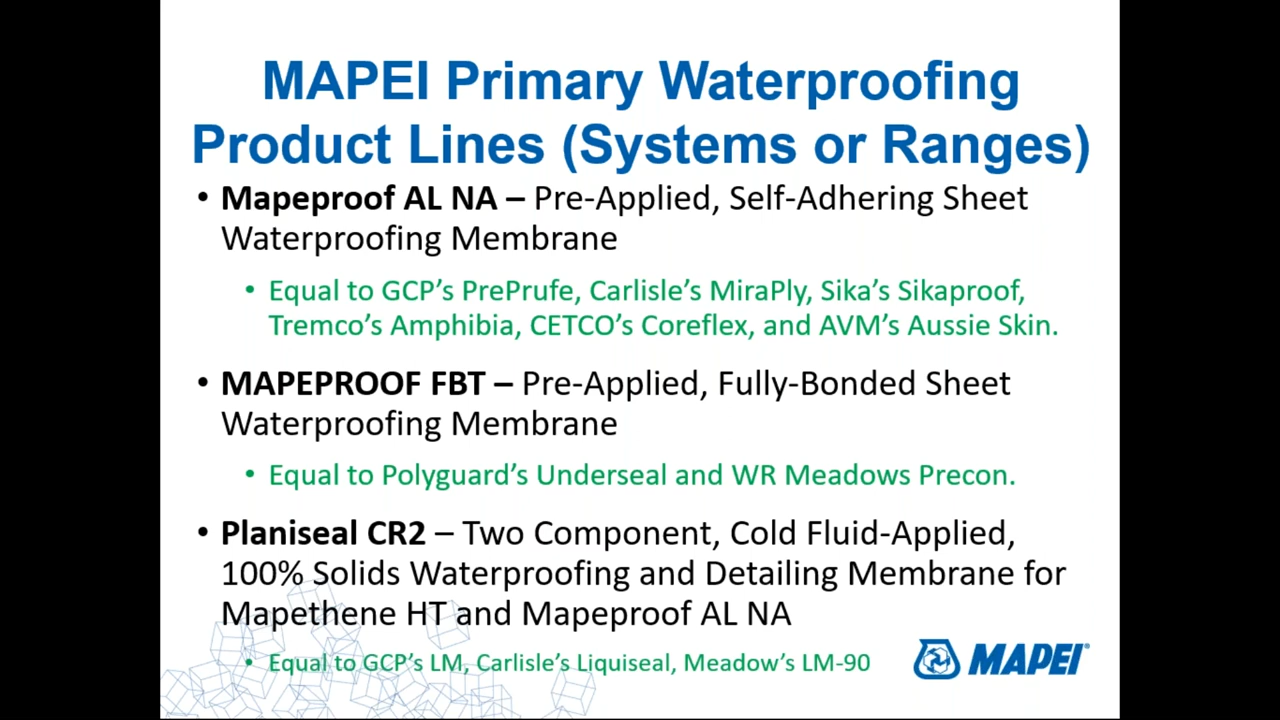 MAPEI Primary Waterproofing
Product Lines (Systems or Ranges)
• Mapeproof AL NA – Pre-Applied, Self-Adhering Sheet
Waterproofing Membrane
• Equal to GCP's PrePrufe, Carlisle's MiraPly, Sika's Sikaproof,
Tremco's Amphibia, CETCO's Coreflex, and AVM's Aussie Skin.
• MAPEPROOF FBT – Pre-Applied, Fully-Bonded Sheet
Waterproofing Membrane
• Equal to Polyguard's Underseal and WR Meadows Precon.
• Planiseal CR2 – Two Component, Cold Fluid-Applied,
100% Solids Waterproofing and Detailing Membrane for
Mapethene HT and Mapeproof AL NA
• Equal to GCP's LM, Carlisle's Liquiseal, Meadow's LM-90
MAPEI®